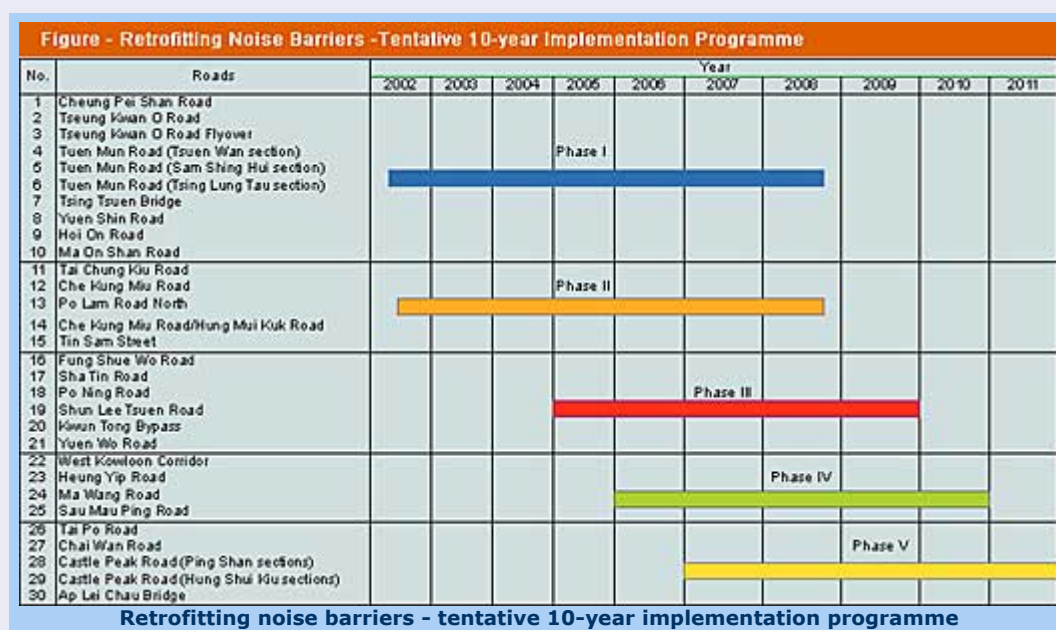 Figure - Retrofitting Noise Barriers -Tentative 10-year Implementation Programme
No. Roads Year
2002 2003 2004 2005 2006 2007 2008 2009 2010 2011
1 Cheung Pei Shan Road
2 Tseung Kwan O Road
3 Tseung Kwan O Road Flyover
4 Tuen Mun Road (Tsuen Wan section) Phase I
5 Tuen Mun Road (Sam Shing Hui section)
6 Tuen Mun Road (Tsing Lung Tau section)
7 Tsing Tsuen Bridge
8 Yuen Shin Road
9 Hoi On Road
10 Ma On Shan Road
11 Tai Chung Kiu Road
12 Che Kung Miu Road Phase II
13 Po Lam Road North
14 Che Kung Miu Road/Hung Mui Kuk Road
15 Tin Sam Street
16 Fung Shue Wo Road
17 Sha Tin Road
18 Po Ning Road Phase III
19 Shun Lee Tsuen Road
20 Kwun Tong Bypass
21 Yuen Wo Road
22 West Kowloon Corridor
23 Heung Yip Road Phase IV
24 Ma Wang Road
25 Sau Mau Ping Road
26 Tai Po Road
27 Chai Wan Road Phase V
28 Castle Peak Road (Ping Shan sections)
29 Castle Peak Road (Hung Shui Kiu sections)
30 Ap Lei Chau Bridge
Retrofitting noise barriers - tentative 10-year implementation programme